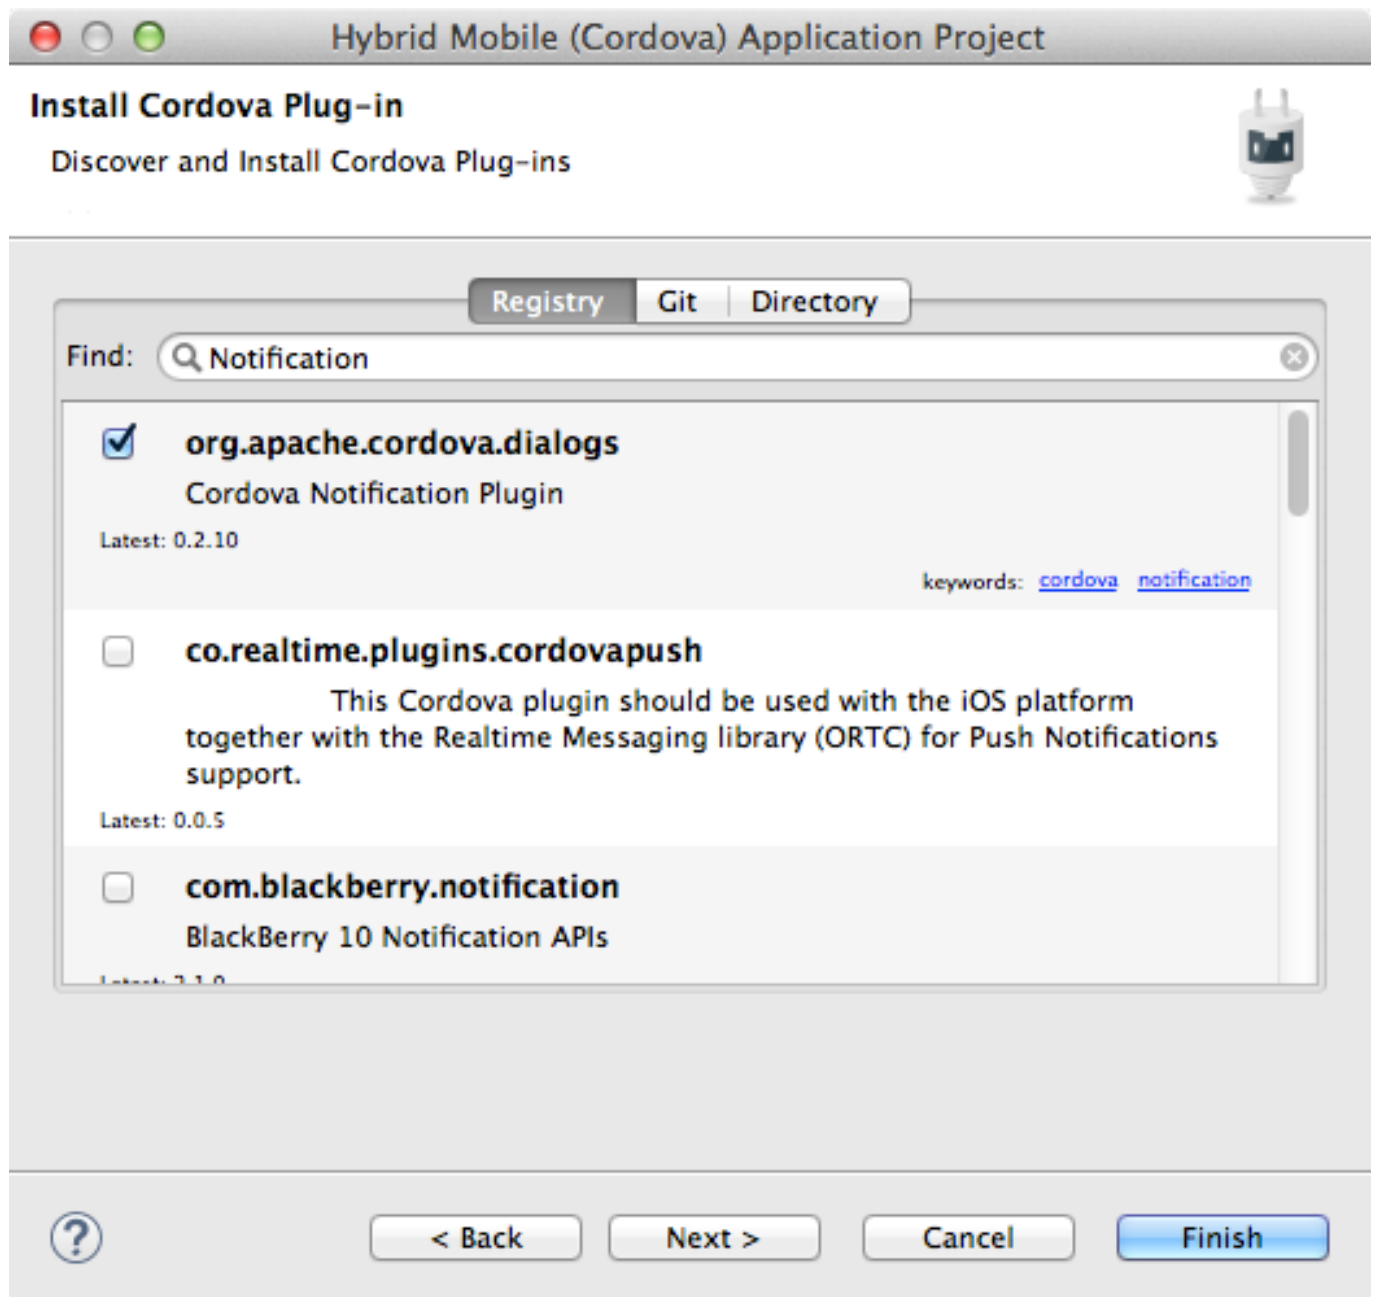 Hybrid Mobile (Cordova) Application Project
Install Cordova Plug-in
Discover and Install Cordova Plug-ins
Registry Git Directory
Find: Notification
org.apache.cordova.dialogs
Cordova Notification Plugin
Latest: 0.2.10
keywords: cordova notification
co.realtime.plugins.cordovapush
This Cordova plugin should be used with the iOS platform
together with the Realtime Messaging library (ORTC) for Push Notifications
support.
Latest: 0.0.5
com.blackberry.notification
BlackBerry 10 Notification APIs
Latest:
? < Back Next > Cancel Finish